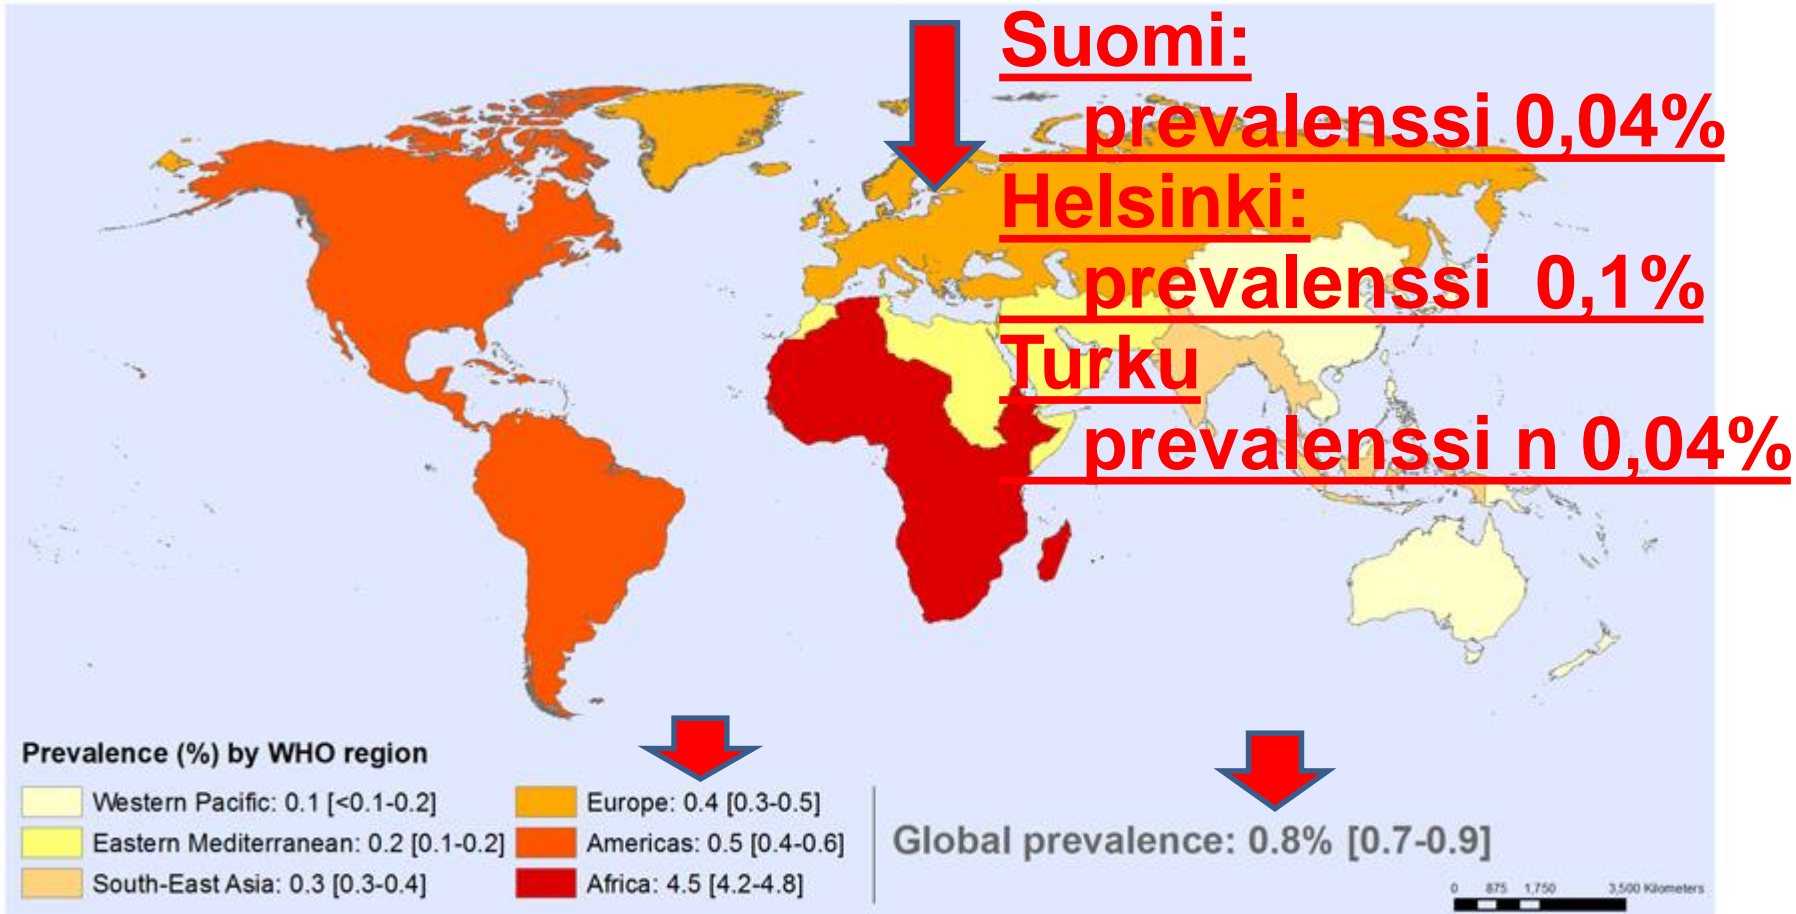 Suomi:
prevalenssi 0,04%
Helsinki:
prevalenssi 0,1%
Turku
prevalenssi n 0,04%
Prevalence (%) by WHO region
Western Pacific: 0.1 [<0.1-0.2]
Eastern Mediterranean: 0.2 [0.1-0.2]
South-East Asia: 0.3 [0.3-0.4]
Europe: 0.4 [0.3-0.5]
Americas: 0.5 [0.4-0.6]
Africa: 4.5 [4.2-4.8]
Global prevalence: 0.8% [0.7-0.9]
0 875 1,750 3,500 Kilometers